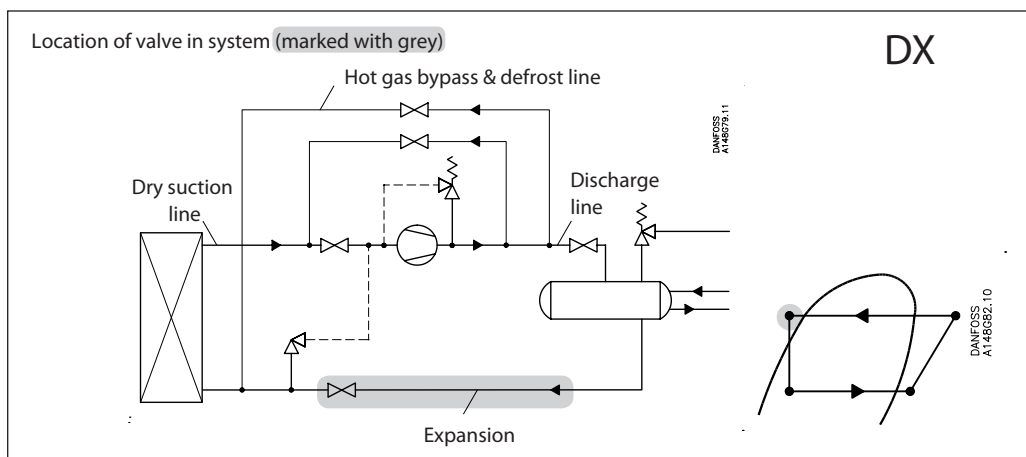 Location of valve in system (marked with grey)
DX
Hot gas bypass & defrost line
DANFOSS
A148G79.11
Dry suction
line
Discharge
line
DANFOSS
A148G82.10
Expansion